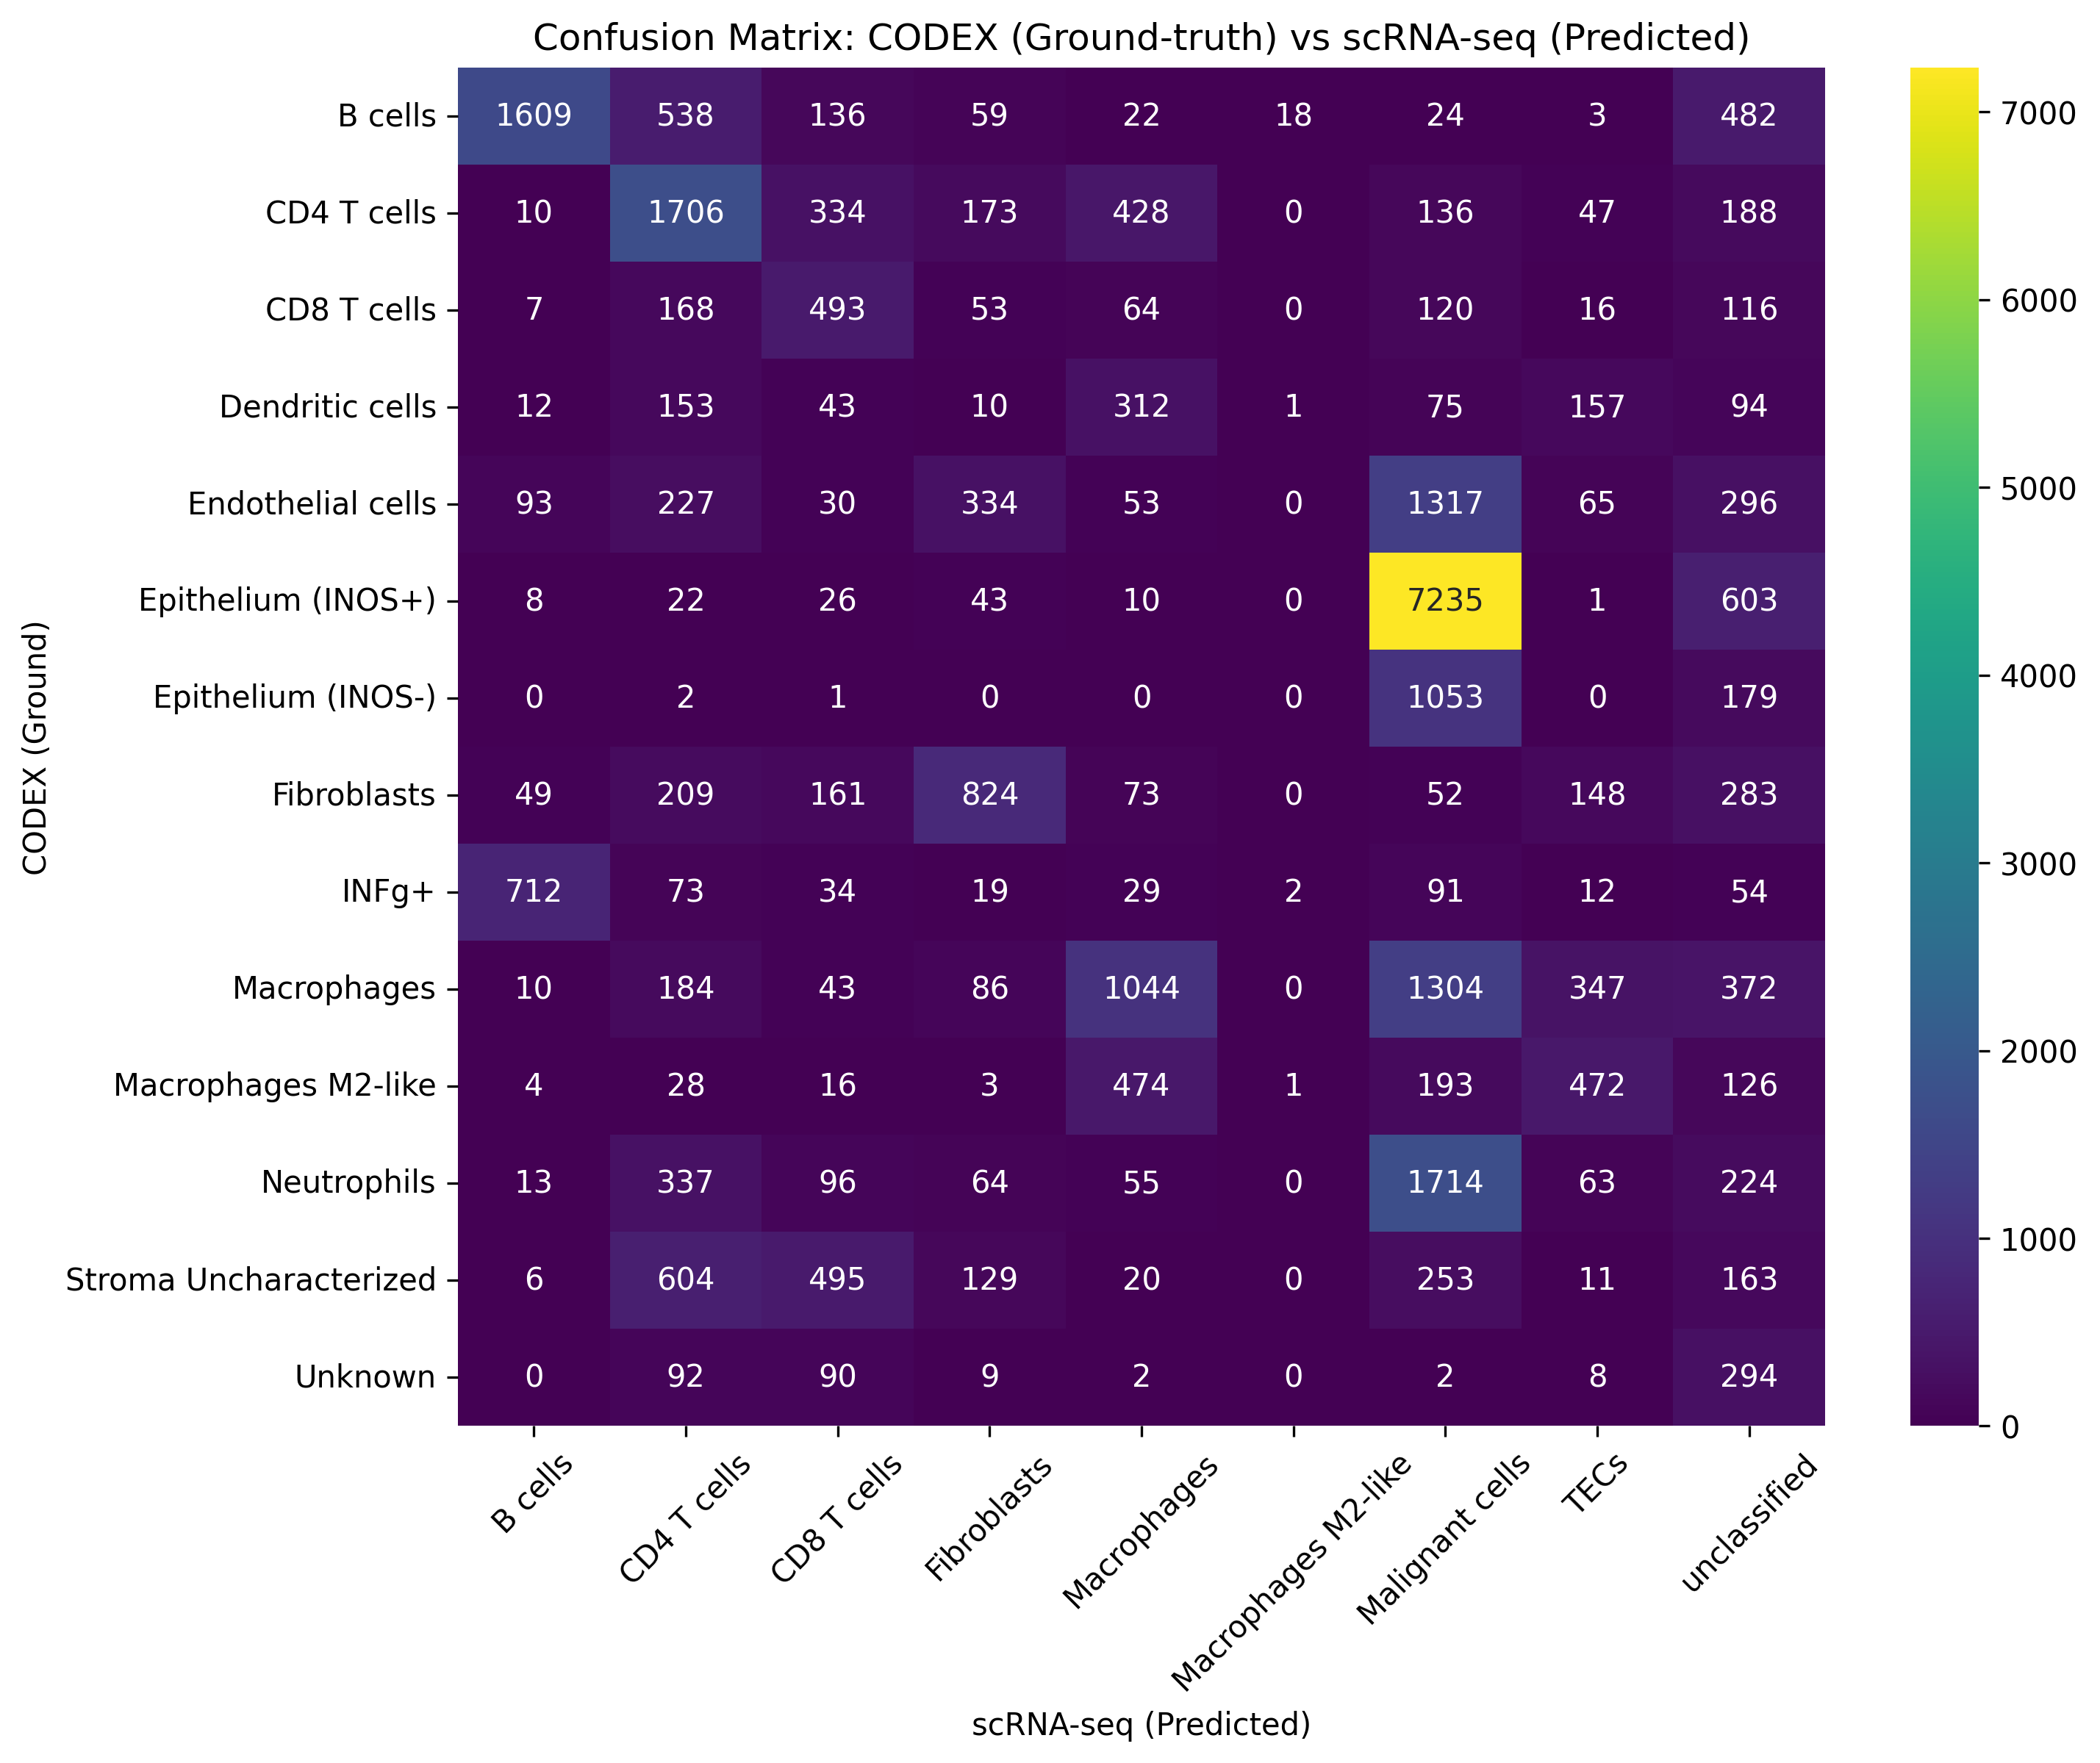 Confusion Matrix: CODEX (Ground-truth) vs scRNA-seq (Predicted)
B cells 1609 538 136 59 22 18 24 3 482
CD4 T cells 10 1706 334 173 428 0 136 47 188
CD8 T cells 7 168 493 53 64 0 120 16 116
Dendritic cells 12 153 43 10 312 1 75 157 94
Endothelial cells 93 227 30 334 53 0 1317 65 296
Epithelium (INOS+) 8 22 26 43 10 0 7235 1 603
Epithelium (INOS-) 0 2 1 0 0 0 1053 0 179
Fibroblasts 49 209 161 824 73 0 52 148 283
INFg+ 712 73 34 19 29 2 91 12 54
Macrophages 10 184 43 86 1044 0 1304 347 372
Macrophages M2-like 4 28 16 3 474 1 193 472 126
Neutrophils 13 337 96 64 55 0 1714 63 224
Stroma Uncharacterized 6 604 495 129 20 0 253 11 163
Unknown 0 92 90 9 2 0 2 8 294
B cells CD4 T cells CD8 T cells Fibroblasts Macrophages Macrophages M2-like Malignant cells TECs unclassified
scRNA-seq (Predicted)
CODEX (Ground)
7000
6000
5000
4000
3000
2000
1000
0